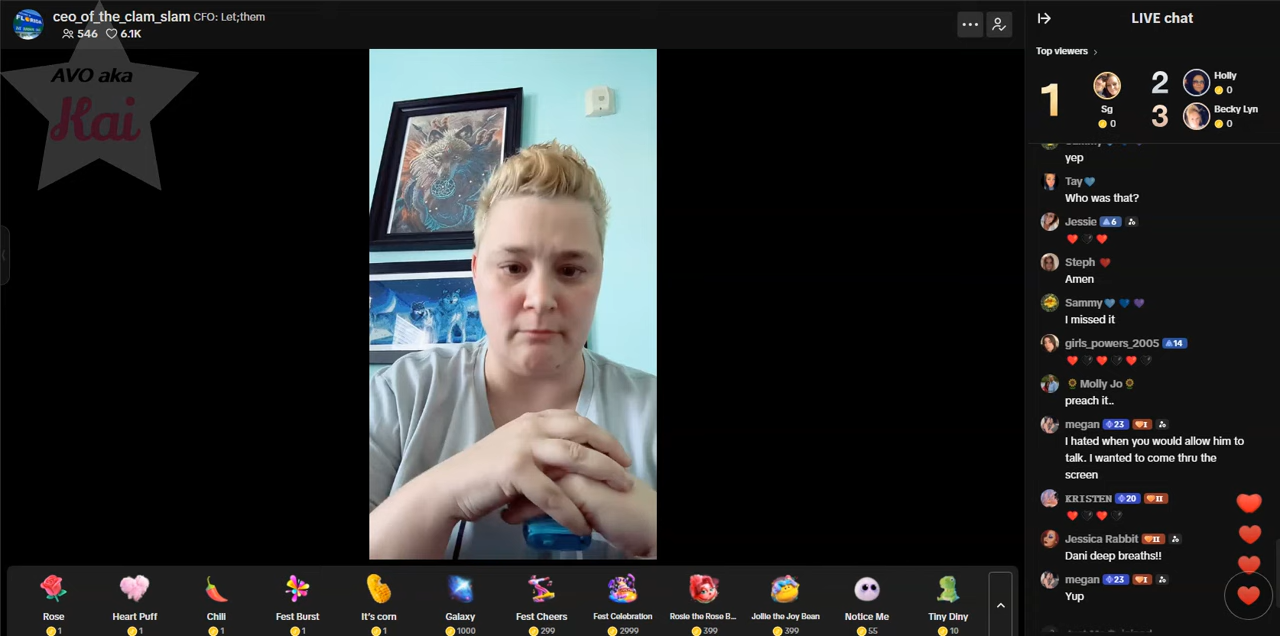 ceo_of_the_clam_slam CFO: Let;them
546 6.1K
AVO aka
Kai
FLORIDA
LIVE chat
Top viewers
1
Sg
0
2
Holly
0
3
Becky Lyn
0
Sammy
yep
Tay
Who was that?
Jessie 6
Steph
Amen
Sammy
I missed it
girls_powers_2005 14
Molly Jo
preach it..
megan 23 I
I hated when you would allow him to
talk. I wanted to come thru the
screen
KRISTEN 20 II
Jessica Rabbit II
Dani deep breaths!!
megan 23 I
Yup
Rose
1
Heart Puff
1
Chili
1
Fest Burst
1
It's corn
1
Galaxy
1000
Fest Cheers
299
Fest Celebration
2999
Rosie the Rose B...
399
Jollie the Joy Bean
399
Notice Me
55
Tiny Diny
10